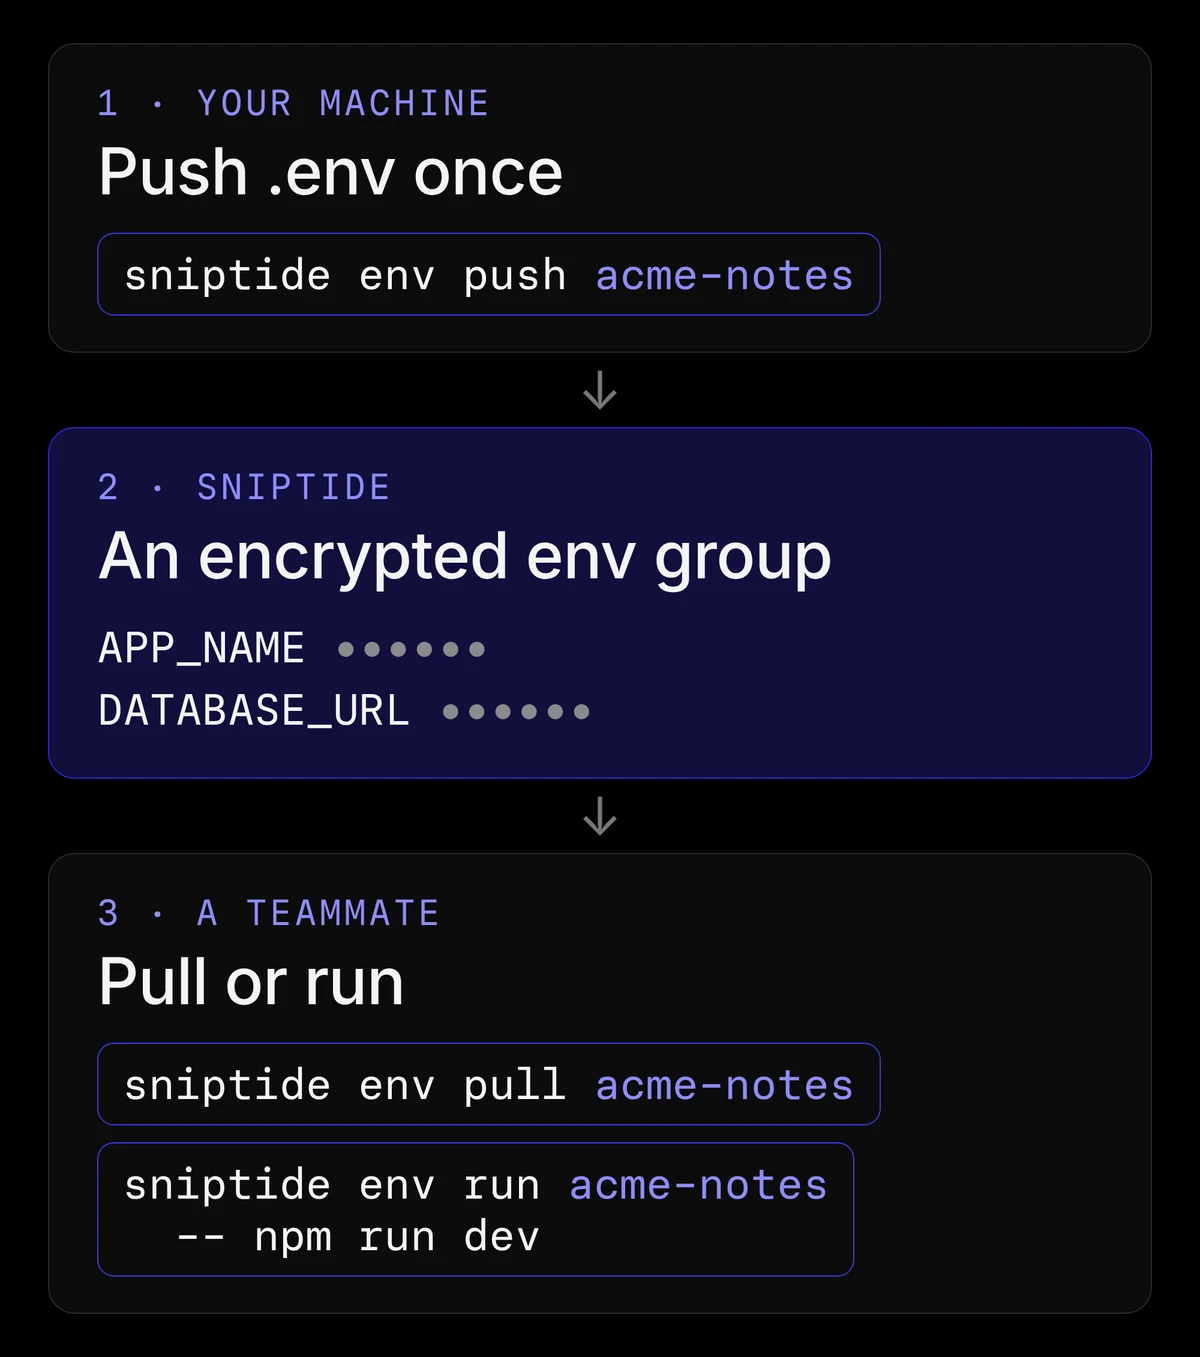 1 · YOUR MACHINE
Push .env once
sniptide env push acme-notes
↓
2 · SNIPTIDE
An encrypted env group
APP_NAME ••••••
DATABASE_URL ••••••
↓
3 · A TEAMMATE
Pull or run
sniptide env pull acme-notes
sniptide env run acme-notes
-- npm run dev